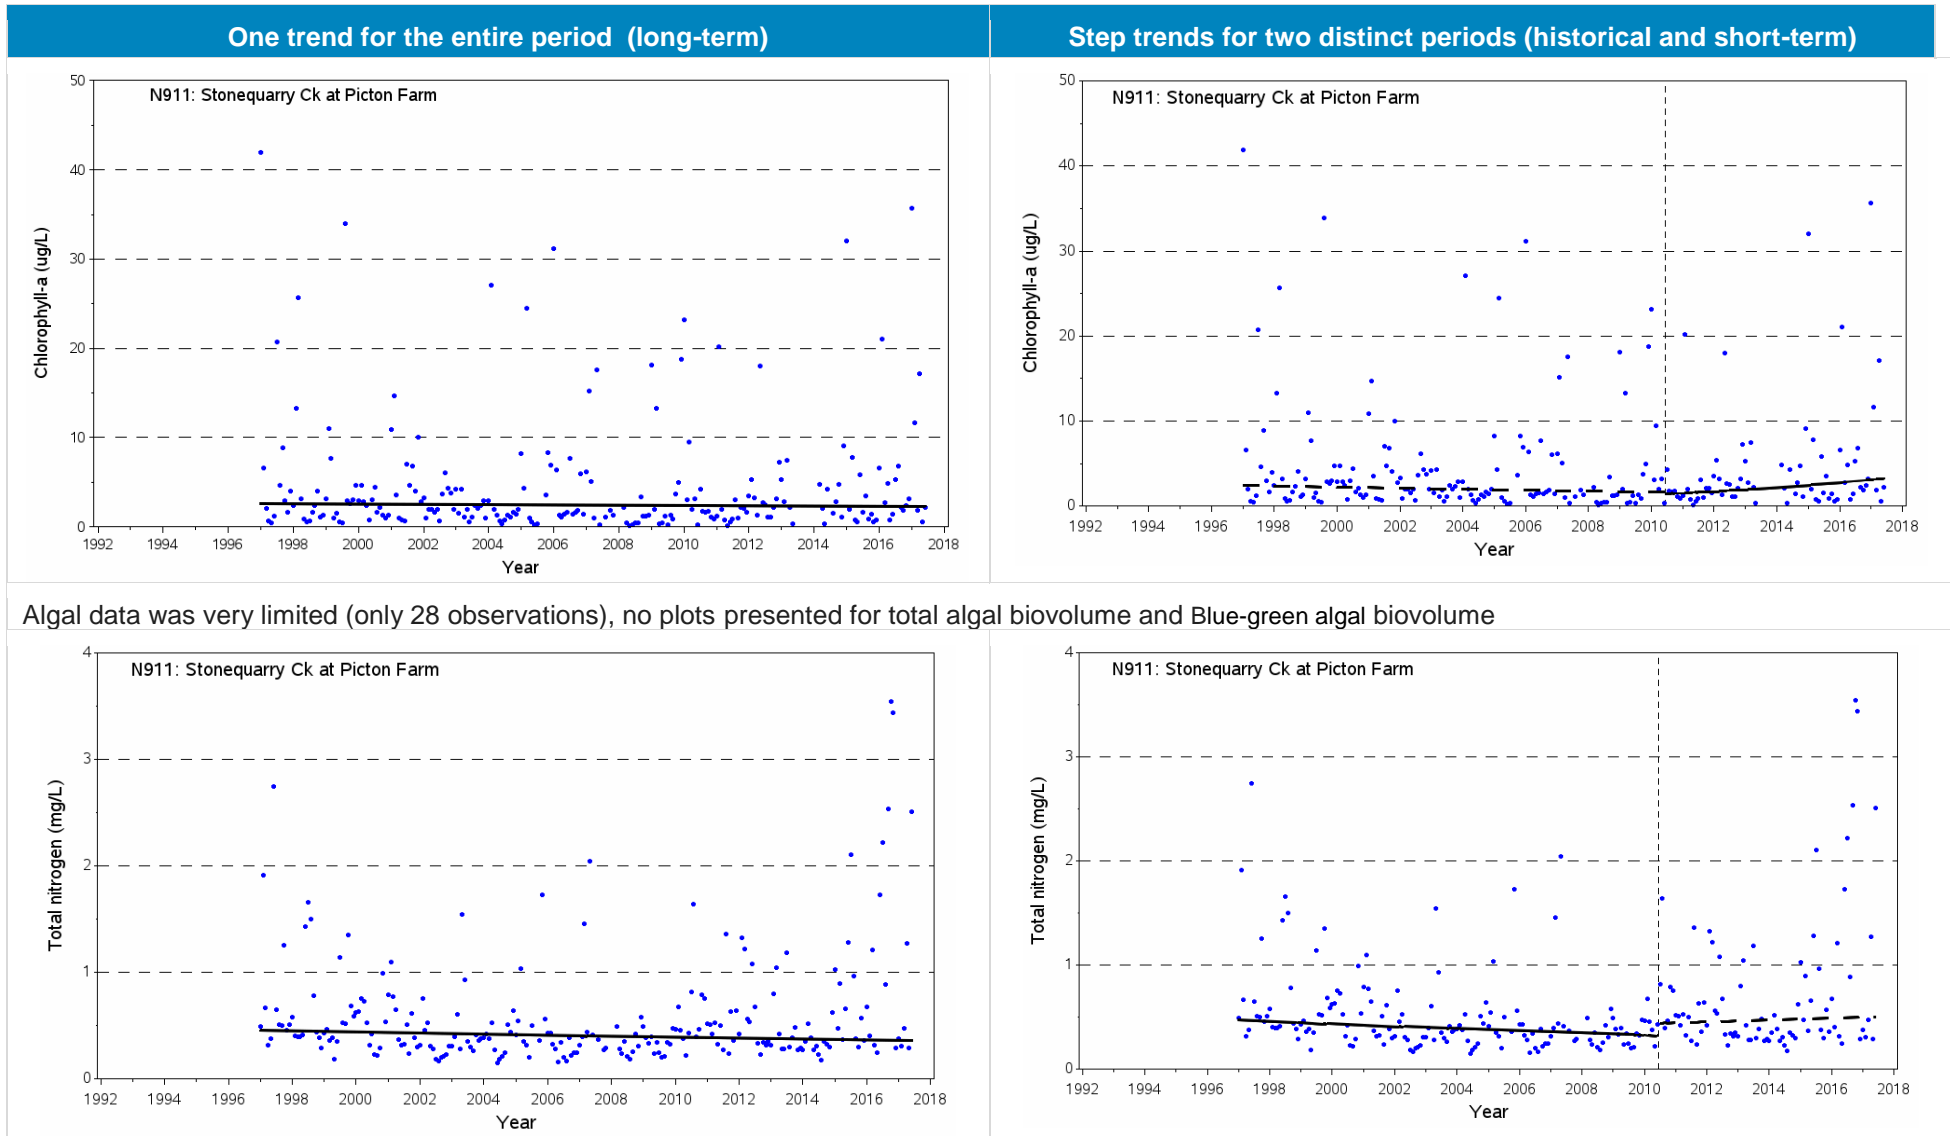 One trend for the entire period (long-term)
Step trends for two distinct periods (historical and short-term)
N911: Stonequarry Ck at Picton Farm
Chlorophyll-a (ug/L)
50
40
30
20
10
0
1992 1994 1996 1998 2000 2002 2004 2006 2008 2010 2012 2014 2016 2018
Year
N911: Stonequarry Ck at Picton Farm
Chlorophyll-a (ug/L)
50
40
30
20
10
0
1992 1994 1996 1998 2000 2002 2004 2006 2008 2010 2012 2014 2016 2018
Year
Algal data was very limited (only 28 observations), no plots presented for total algal biovolume and Blue-green algal biovolume
N911: Stonequarry Ck at Picton Farm
Total nitrogen (mg/L)
4
3
2
1
0
1992 1994 1996 1998 2000 2002 2004 2006 2008 2010 2012 2014 2016 2018
Year
N911: Stonequarry Ck at Picton Farm
Total nitrogen (mg/L)
4
3
2
1
0
1992 1994 1996 1998 2000 2002 2004 2006 2008 2010 2012 2014 2016 2018
Year